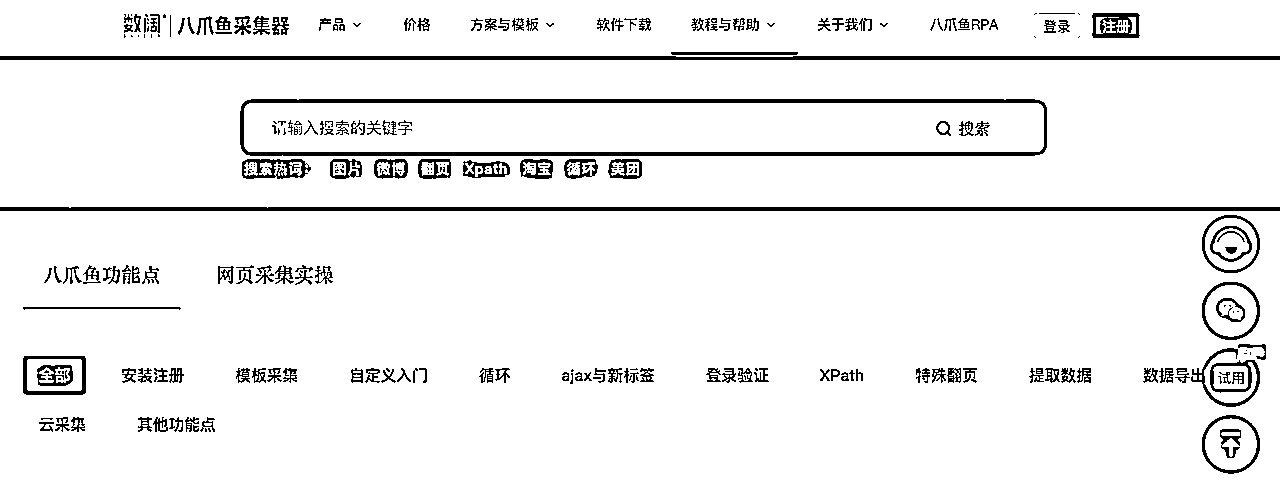 数阔 八爪鱼采集器 产品 价格 方案与模板 软件下载 教程与帮助 关于我们 八爪鱼RPA 登录 注册
请输入搜索的关键字 搜索
搜索热词: 图片 微博 翻页 Xpath 淘宝 循环 美团
八爪鱼功能点 网页采集实操
全部 安装注册 模板采集 自定义入门 循环 ajax与新标签 登录验证 XPath 特殊翻页 提取数据 数据导出 试用
云采集 其他功能点